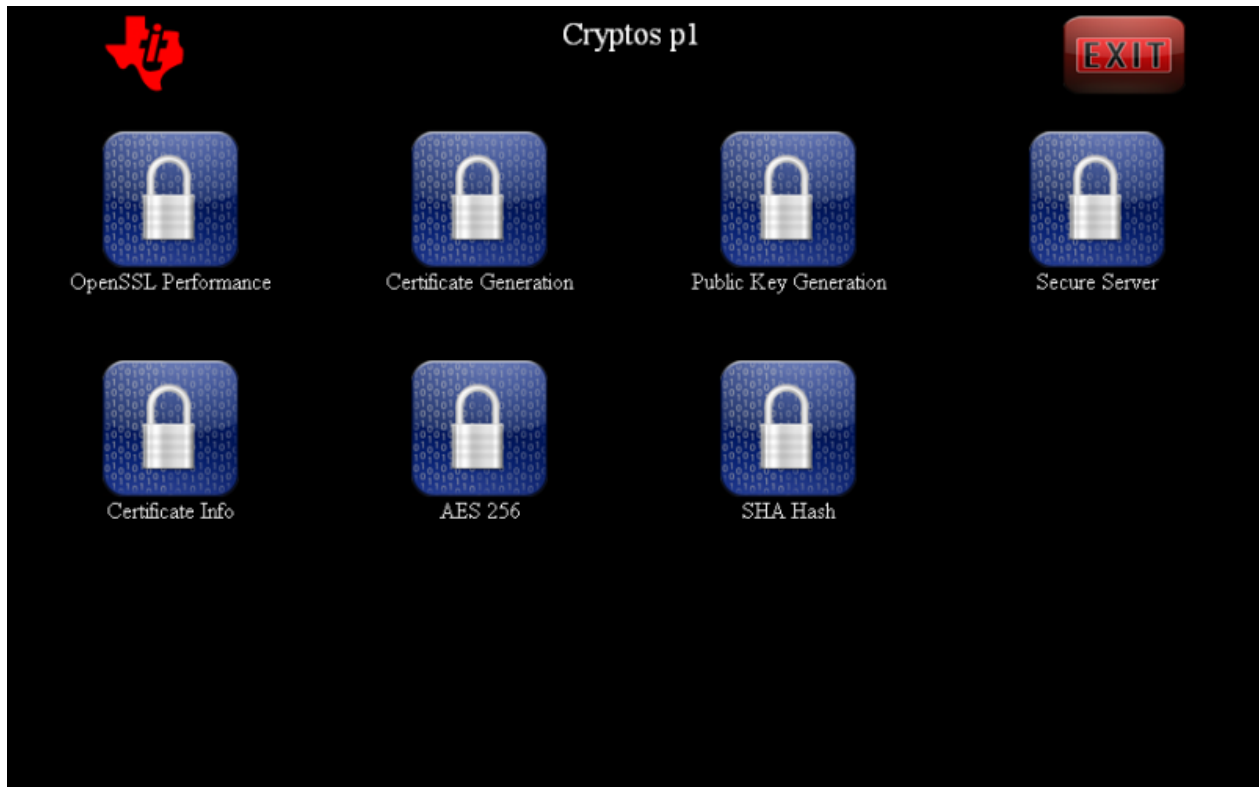 Cryptos p1
EXIT
OpenSSL Performance
Certificate Generation
Public Key Generation
Secure Server
Certificate Info
AES 256
SHA Hash